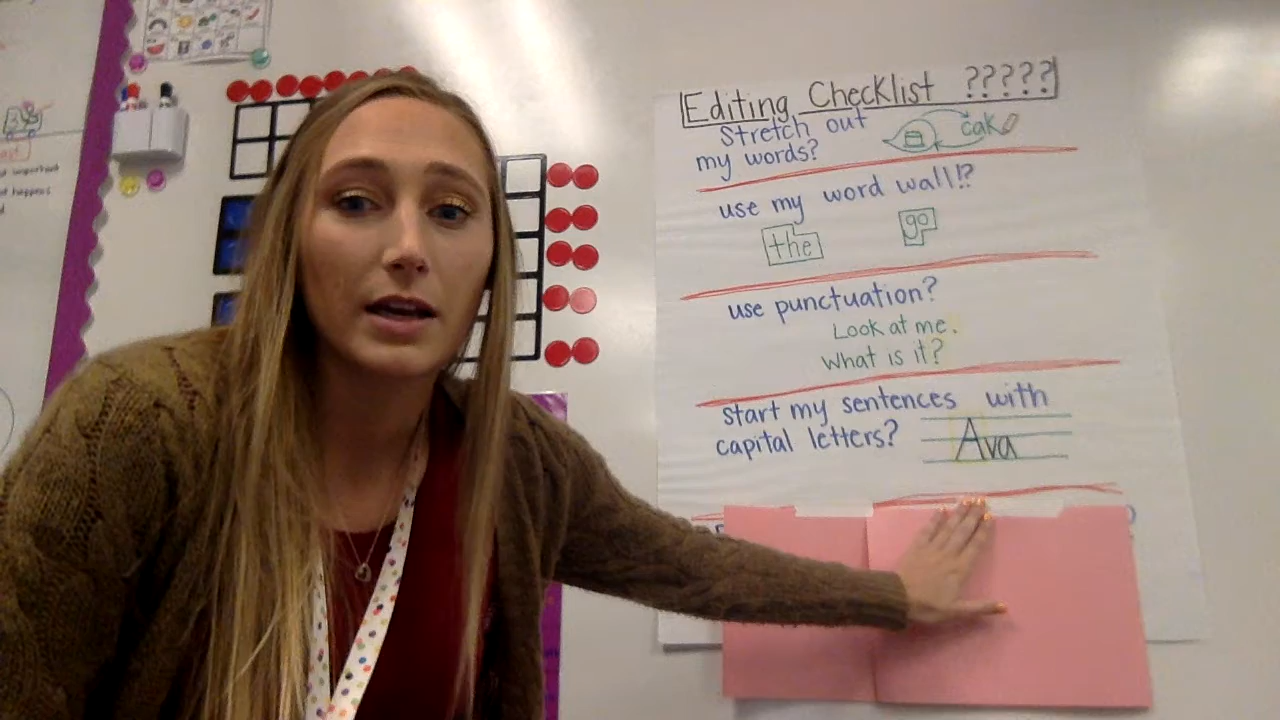 Editing Checklist ?????
Stretch out
my words?
cak
use my word wall!?
the
go
use punctuation?
Look at me.
What is it?
start my sentences with
capital letters?
Ava